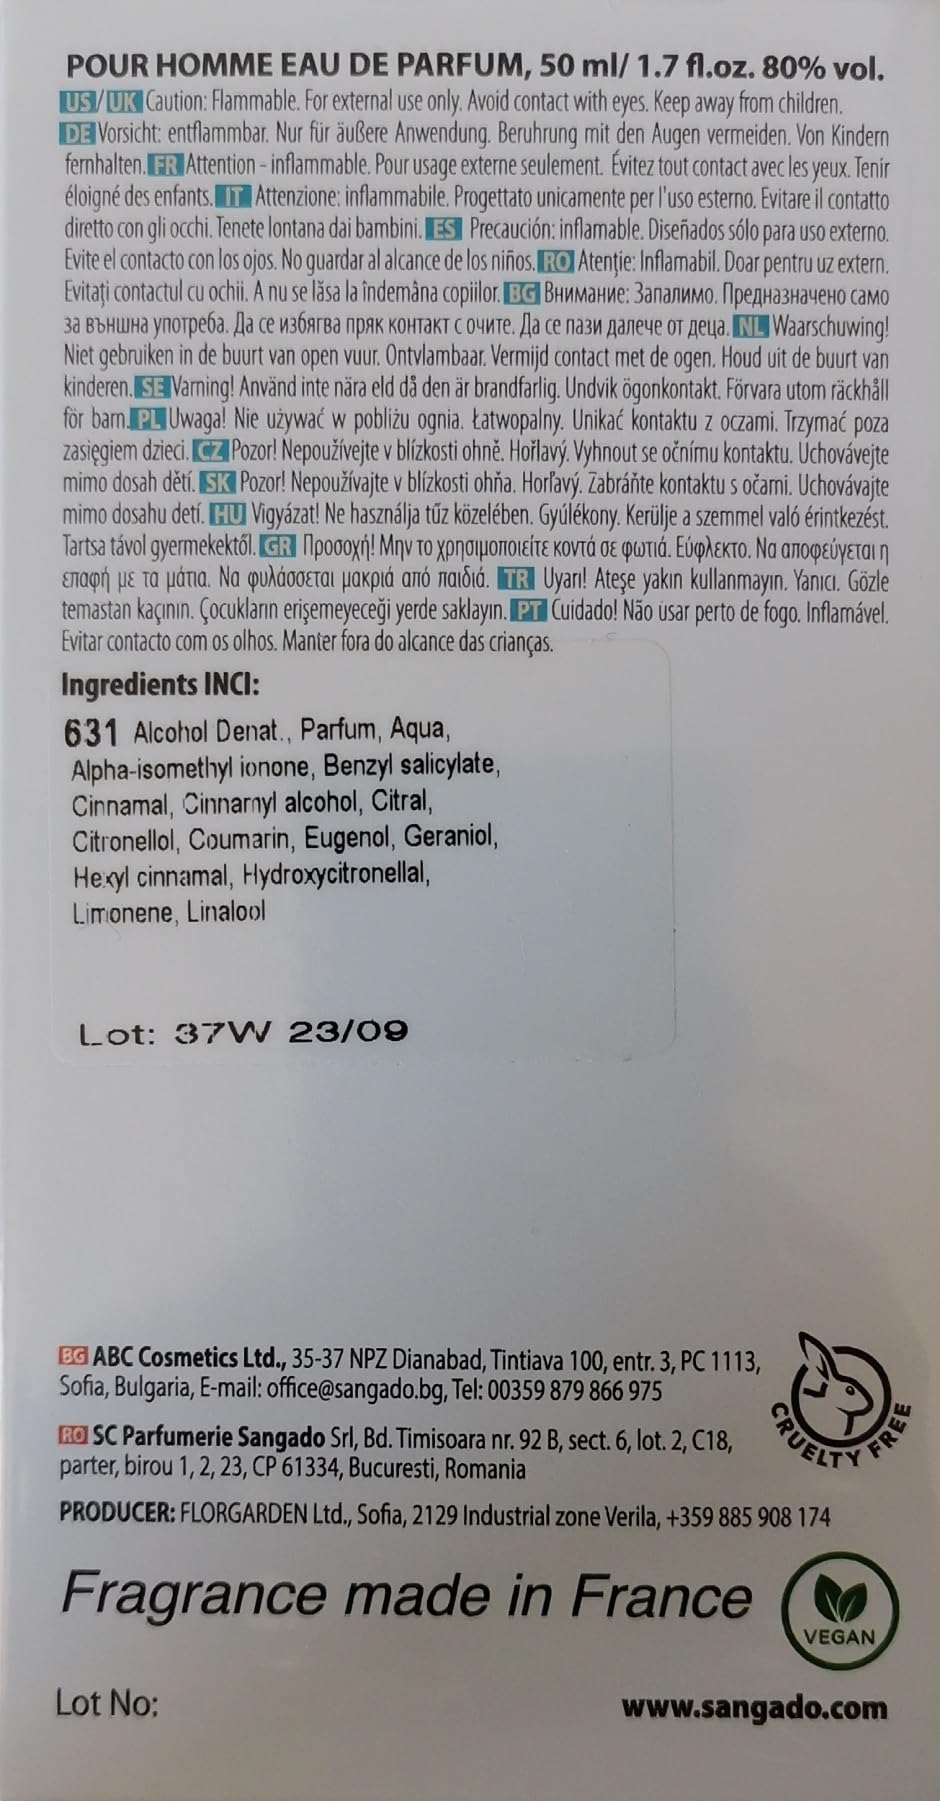 POUR HOMME EAU DE PARFUM, 50 ml/ 1.7 fl.oz. 80% vol.
US/UK Caution: Flammable. For external use only. Avoid contact with eyes. Keep away from children.
DE Vorsicht: entflammbar. Nur für äußere Anwendung. Beruhrung mit den Augen vermeiden. Von Kindern
fernhalten. FR Attention - inflammable. Pour usage externe seulement. Évitez tout contact avec les yeux. Tenir
éloigné des enfants. IT Attenzione: inflammabile. Progettato unicamente per l'uso esterno. Evitare il contatto
diretto con gli occhi. Tenete lontana dai bambini. ES Precaución: inflamable. Diseñados sólo para uso externo.
Evite el contacto con los ojos. No guardar al alcance de los niños. RO Atenție: Inflamabil. Doar pentru uz extern.
Evitați contactul cu ochii. A nu se lăsa la îndemâna copiilor. BG Внимание: Запалимо. Предназначено само
за външна употреба. Да се избягва пряк контакт с очите. Да се пази далече от деца. NL Waarschuwing!
Niet gebruiken in de buurt van open vuur. Ontvlambaar. Vermijd contact met de ogen. Houd uit de buurt van
kinderen. SE Varning! Använd inte nära eld då den är brandfarlig. Undvik ögonkontakt. Förvara utom räckhåll
för barn. PL Uwaga! Nie używać w pobliżu ognia. Łatwopalny. Unikać kontaktu z oczami. Trzymać poza
zasięgiem dzieci. CZ Pozor! Nepoužívejte v blízkosti ohně. Hořlavý. Vyhnout se očnímu kontaktu. Uchovávejte
mimo dosah dětí. SK Pozor! Nepoužívajte v blízkosti ohňa. Horľavý. Zabráňte kontaktu s očami. Uchovávajte
mimo dosahu detí. HU Vigyázat! Ne használja tűz közelében. Gyúlékony. Kerülje a szemmel való érintkezést.
Tartsa távol gyermekektől. GR Προσοχή! Μην το χρησιμοποιείτε κοντά σε φωτιά. Εύφλεκτο. Να αποφεύγεται η
επαφή με τα μάτια. Να φυλάσσεται μακριά από παιδιά. TR Uyarı! Ateşe yakın kullanmayın. Yanıcı. Gözle
temastan kaçının. Çocukların erişemeyeceği yerde saklayın. PT Cuidado! Não usar perto de fogo. Inflamável.
Evitar contacto com os olhos. Manter fora do alcance das crianças.
Ingredients INCI:
631 Alcohol Denat., Parfum, Aqua,
Alpha-isomethyl ionone, Benzyl salicylate,
Cinnamal, Cinnamyl alcohol, Citral,
Citronellol, Coumarin, Eugenol, Geraniol,
Hexyl cinnamal, Hydroxycitronellal,
Limonene, Linalool
Lot: 37W 23/09
BG ABC Cosmetics Ltd., 35-37 NPZ Dianabad, Tintiava 100, entr. 3, PC 1113,
Sofia, Bulgaria, E-mail: office@sangado.bg, Tel: 00359 879 866 975
RO SC Parfumerie Sangado Srl, Bd. Timisoara nr. 92 B, sect. 6, lot. 2, C18,
parter, birou 1, 2, 23, CP 61334, Bucuresti, Romania
CRUELTY FREE
PRODUCER: FLORGARDEN Ltd., Sofia, 2129 Industrial zone Verila, +359 885 908 174
Fragrance made in France
VEGAN
Lot No:
www.sangado.com